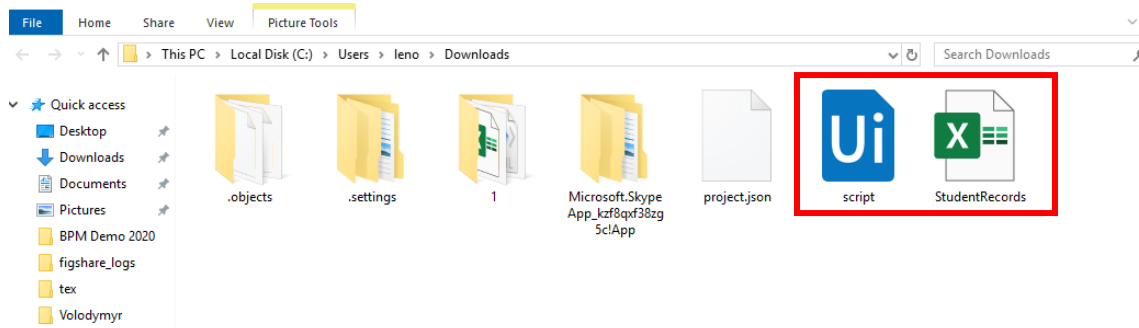 File Home Share View Picture Tools
This PC > Local Disk (C:) > Users > leno > Downloads
Search Downloads
Quick access
Desktop
Downloads
Documents
Pictures
BPM Demo 2020
figshare_logs
tex
Volodymyr
.objects
.settings
1
Microsoft.Skype
App_kzf8qxf38zg
5c!App
project.json
Ui
script
X
StudentRecords